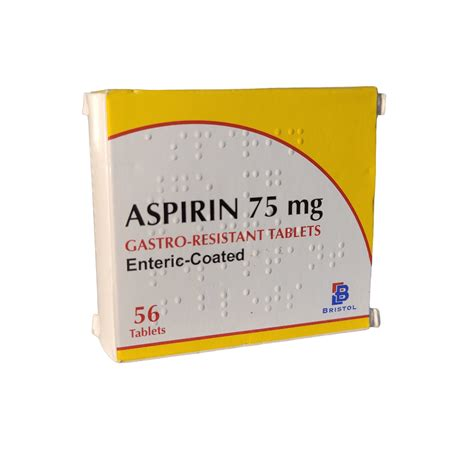 ASPIRIN 75 mg
GASTRO-RESISTANT TABLETS
Enteric-Coated
56
Tablets
B
BRISTOL